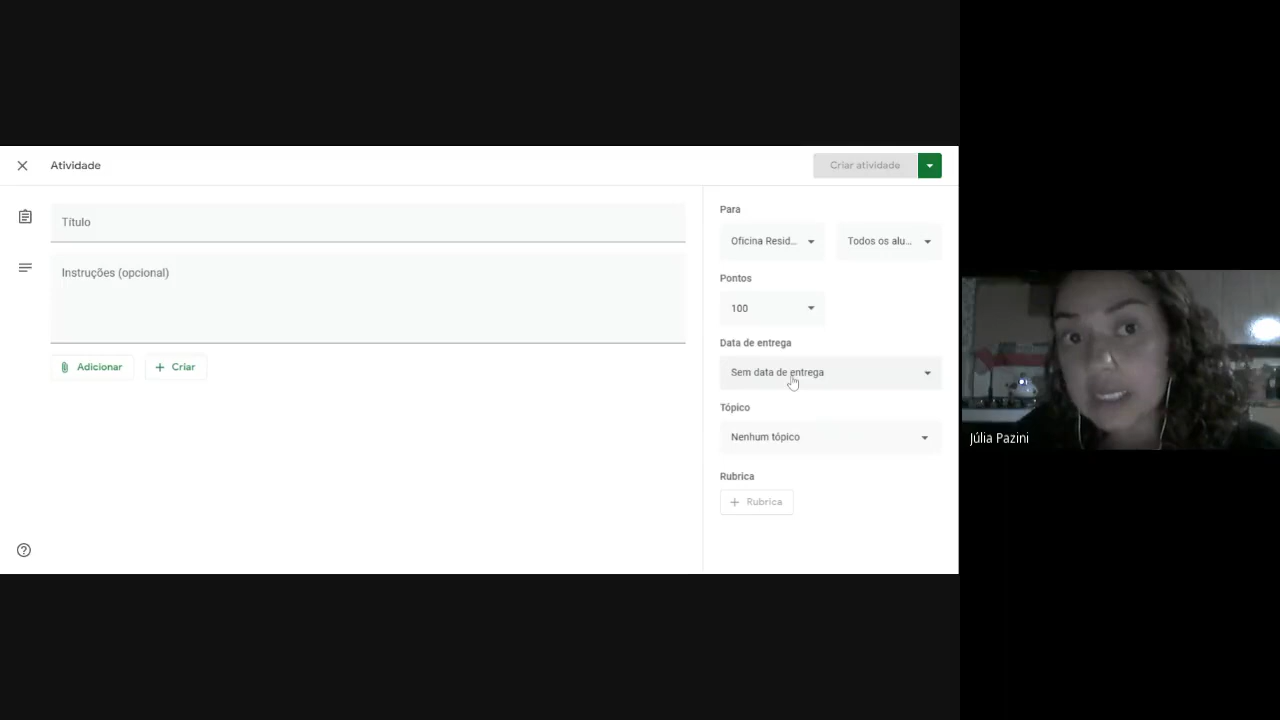 Atividade
Criar atividade
Título
Instruções (opcional)
Adicionar
Criar
Para
Oficina Resid...
Todos os alu...
Pontos
100
Data de entrega
Sem data de entrega
Tópico
Nenhum tópico
Rubrica
Rubrica
Júlia Pazini